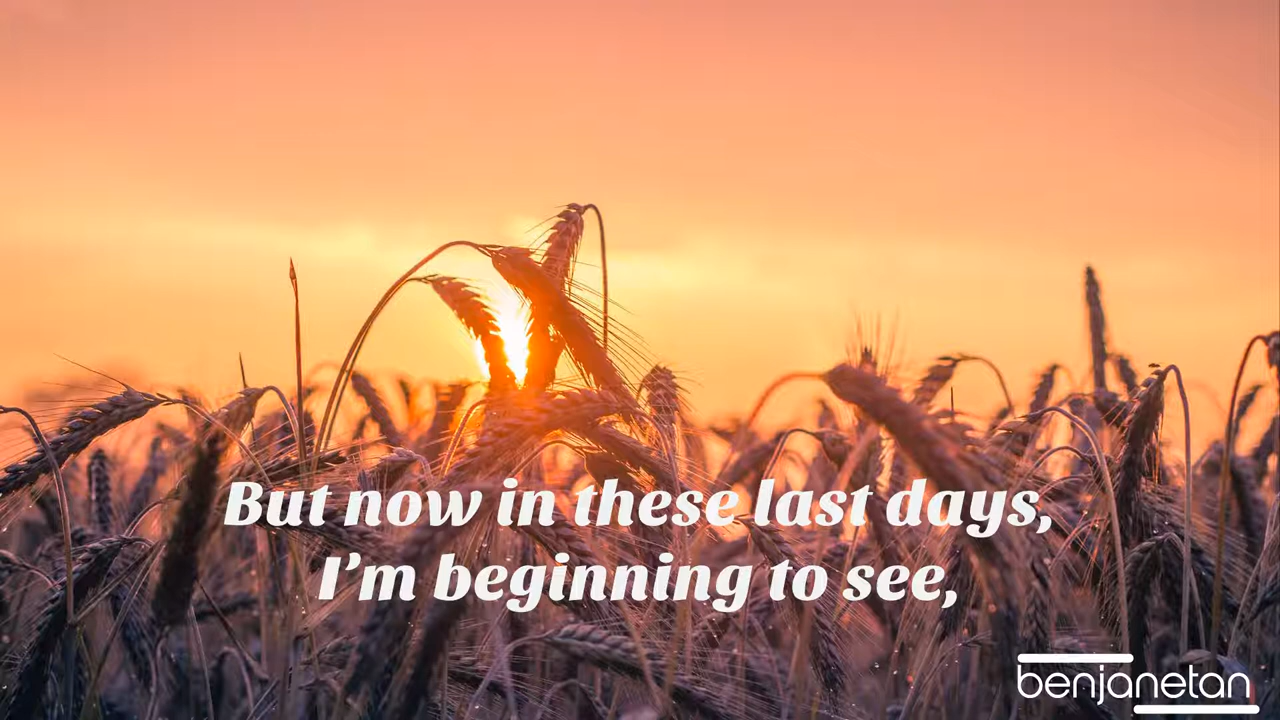 But now in these last days,
I'm beginning to see,
benjanetan